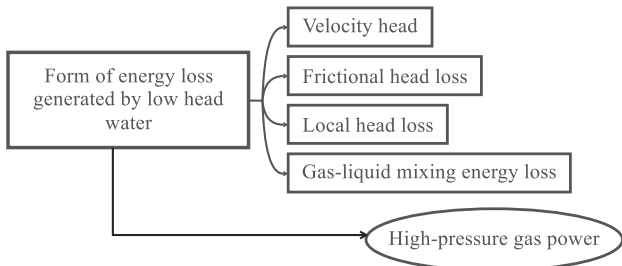 Velocity head
Form of energy loss
generated by low head
water
Frictional head loss
Local head loss
Gas-liquid mixing energy loss
High-pressure gas power